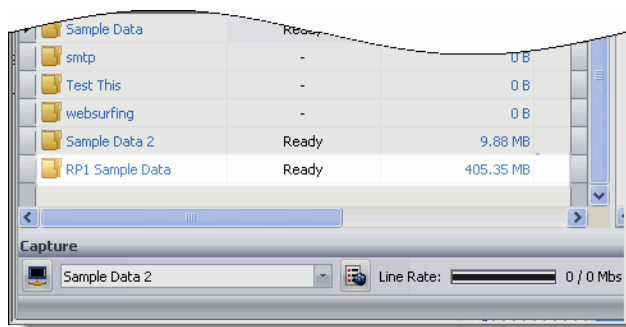 Sample Data
smtp - 0 B
Test This - 0 B
websurfing - 0 B
Sample Data 2 Ready 9.88 MB
RP1 Sample Data Ready 405.35 MB
Capture
Sample Data 2 Line Rate: 0 / 0 Mbs